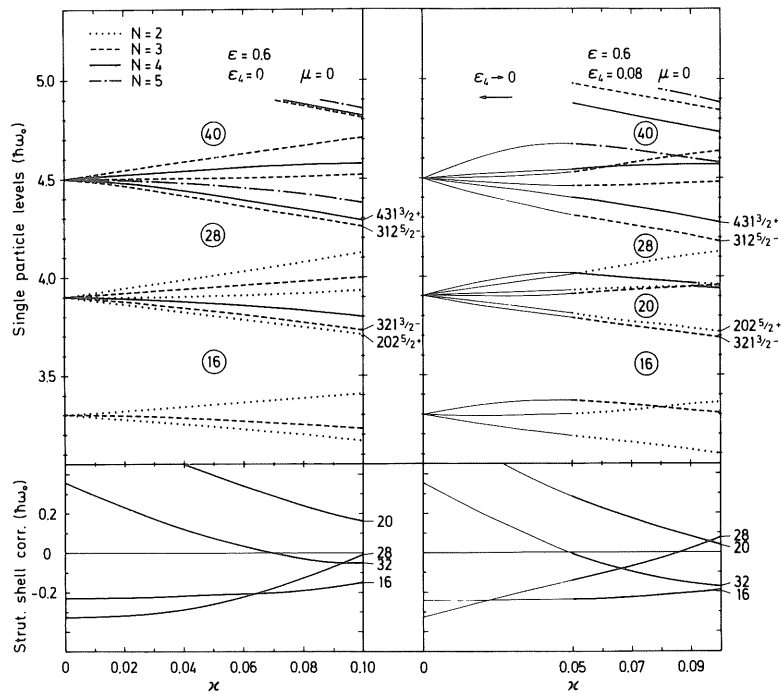 N = 2
N = 3
N = 4
N = 5
ε = 0.6
ε₄ = 0 μ = 0
5.0
4.5
4.0
3.5
Single particle levels (ħω₀)
40
28
16
431 3/2+
312 5/2-
321 3/2-
202 5/2+
ε₄ → 0
ε = 0.6
ε₄ = 0.08 μ = 0
40
28
20
16
431 3/2+
312 5/2-
202 5/2+
321 3/2-
Strut. shell corr. (ħω₀)
0.2
0
-0.2
20
28
32
16
28
20
32
16
0 0.02 0.04 0.06 0.08 0.10
ϰ
0 0.05 0.07 0.09
ϰ